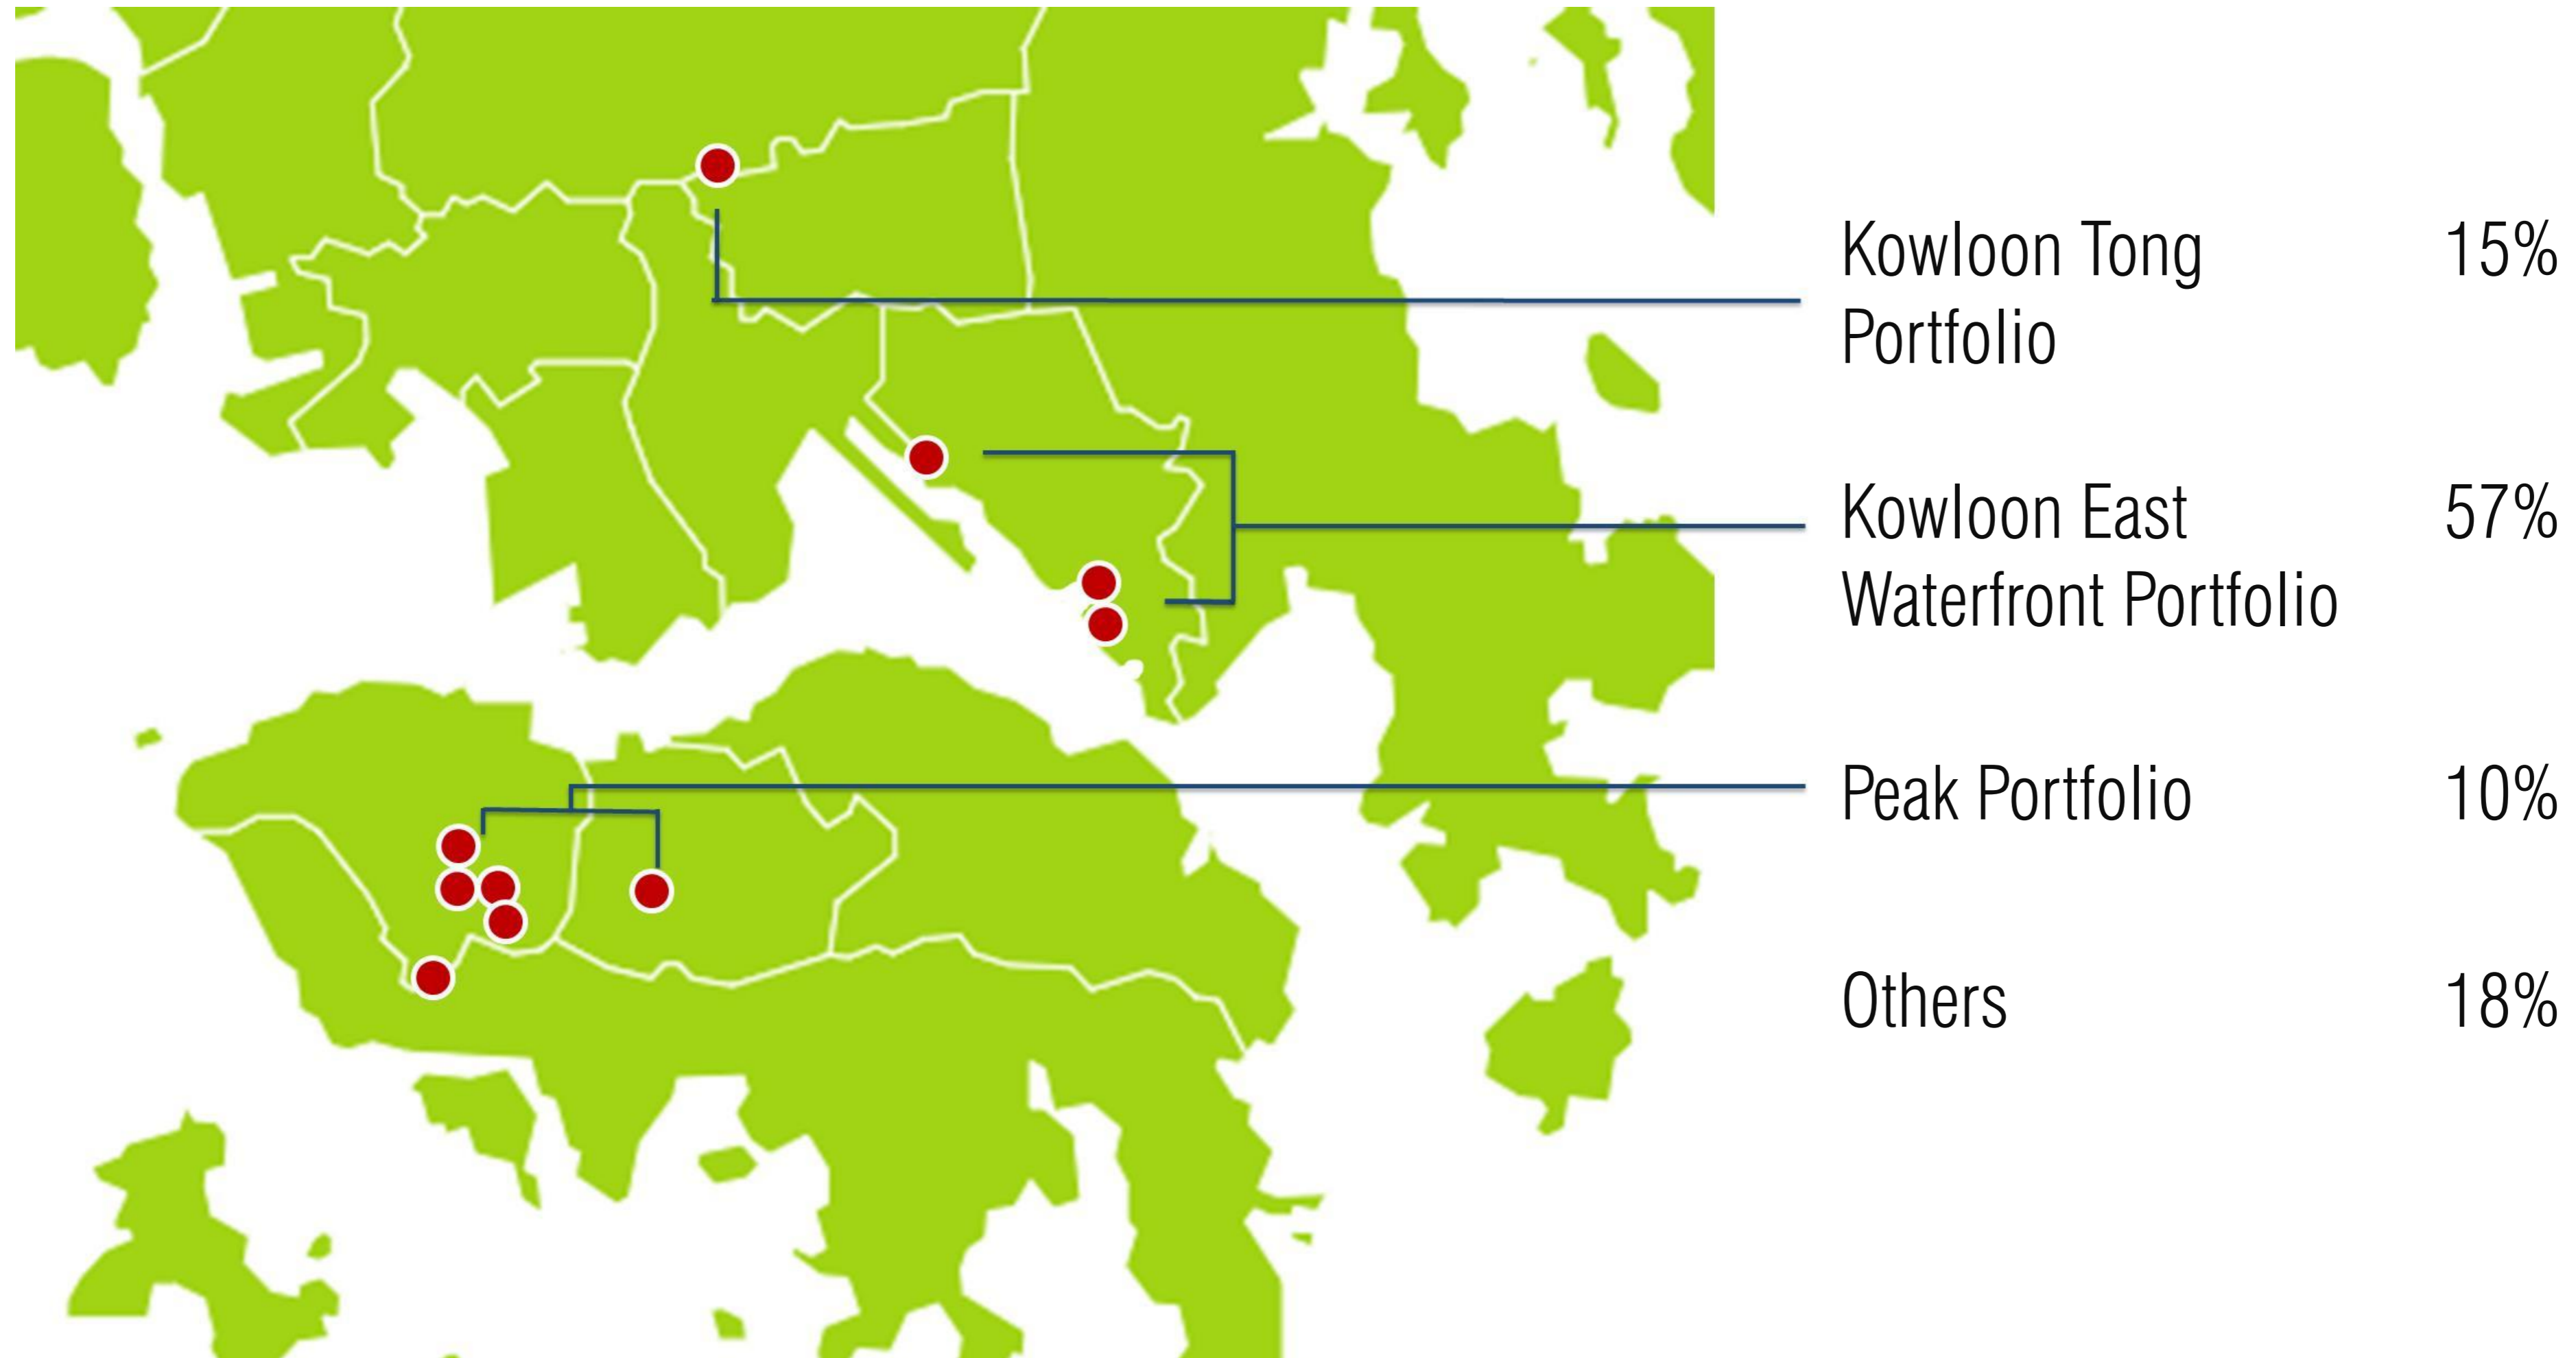 Kowloon Tong 15%
Portfolio
Kowloon East 57%
Waterfront Portfolio
Peak Portfolio 10%
Others 18%